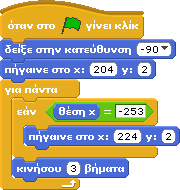 όταν στο γίνει κλίκ
δείξε στην κατεύθυνση -90
πήγαινε στο x: 204 y: 2
για πάντα
εάν θέση x = -253
πήγαινε στο x: 224 y: 2
κινήσου 3 βήματα